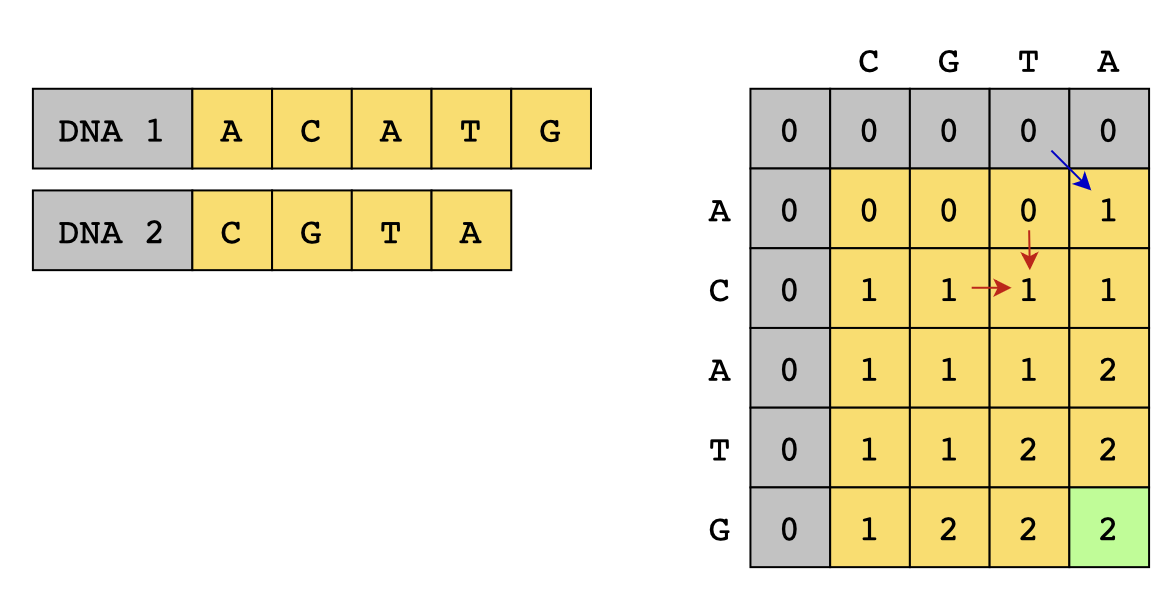 DNA 1 A C A T G
DNA 2 C G T A
C G T A
0 0 0 0 0
A 0 0 0 0 1
C 0 1 1 1 1
A 0 1 1 1 2
T 0 1 1 2 2
G 0 1 2 2 2